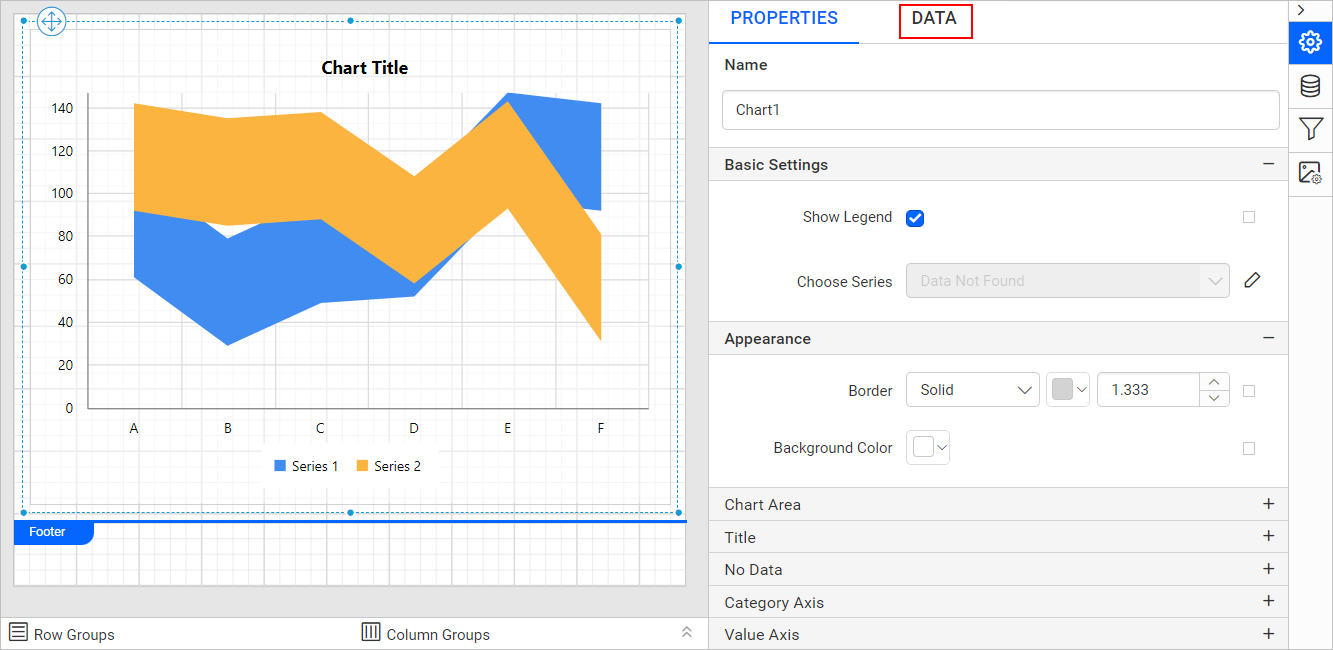 PROPERTIES DATA
Name
Chart1
Basic Settings
Show Legend
Choose Series Data Not Found
Appearance
Border Solid 1.333
Background Color
Chart Area
Title
No Data
Category Axis
Value Axis
Chart Title
140
120
100
80
60
40
20
0
A B C D E F
Series 1 Series 2
Footer
Row Groups Column Groups